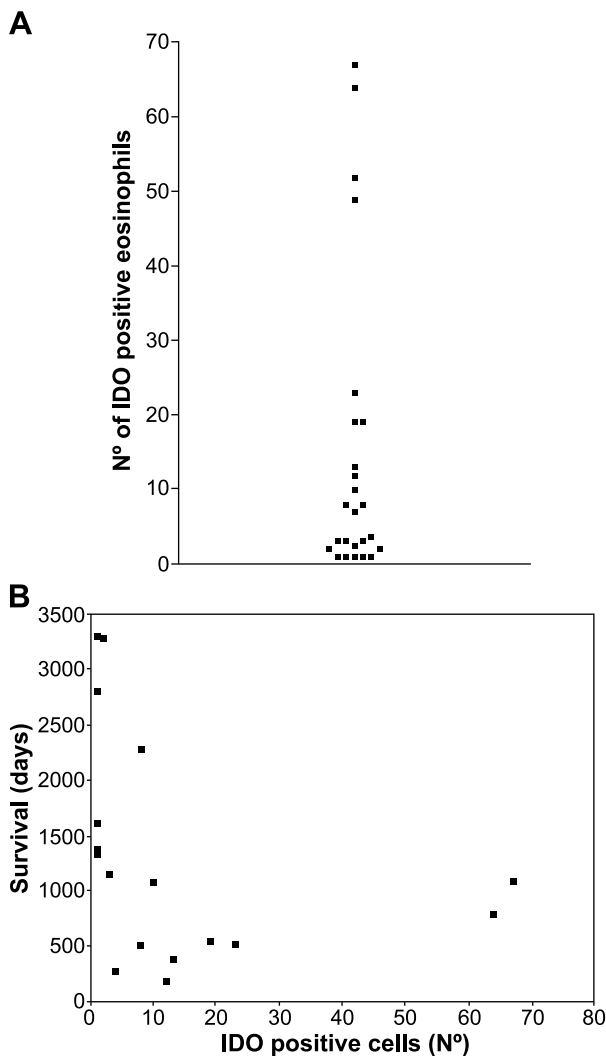 A
Nº of IDO positive eosinophils
70
60
50
40
30
20
10
0
B
Survival (days)
3500
3000
2500
2000
1500
1000
500
0
0 10 20 30 40 50 60 70 80
IDO positive cells (Nº)